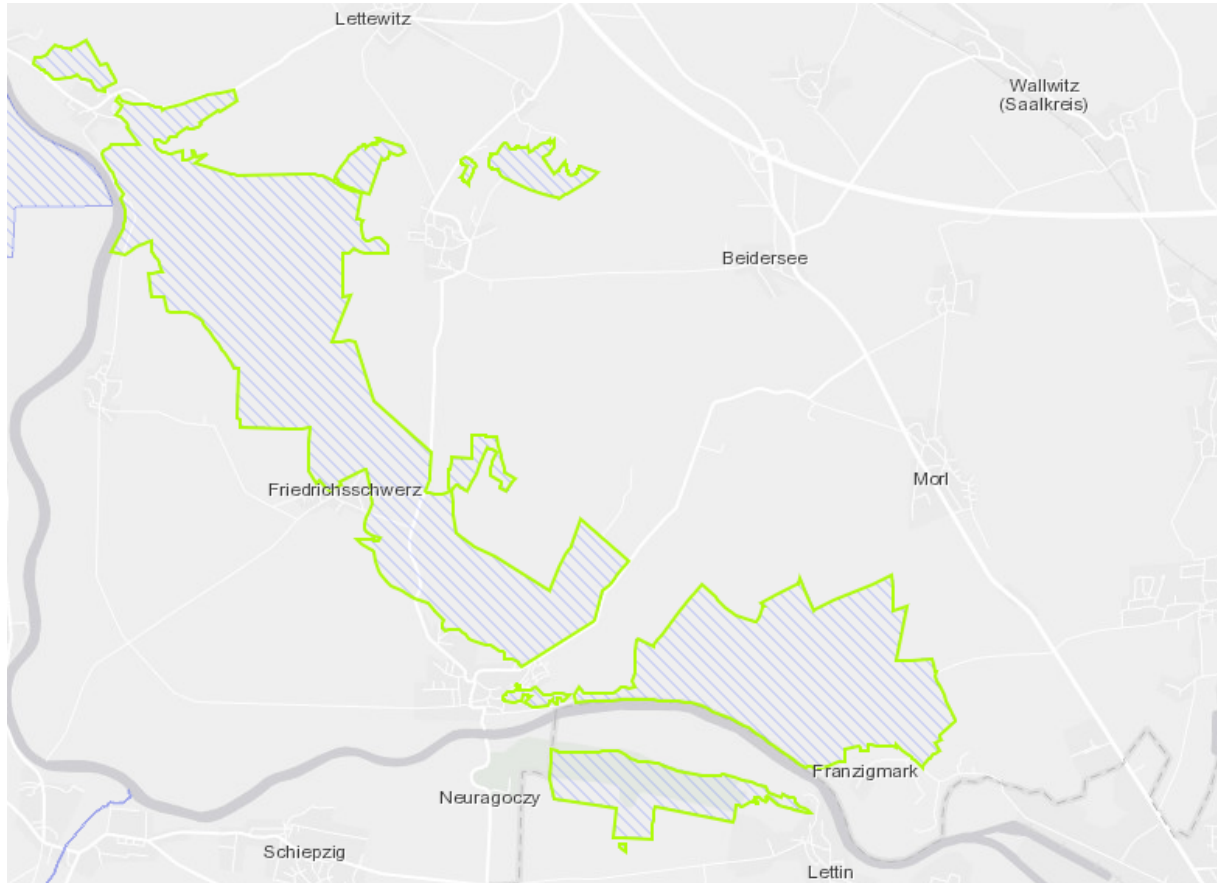 Lettewitz
Wallwitz
(Saalkreis)
Beidersee
Friedrichsschwerz
Morl
Franzigmark
Neuragoczy
Schiepzig
Lettin